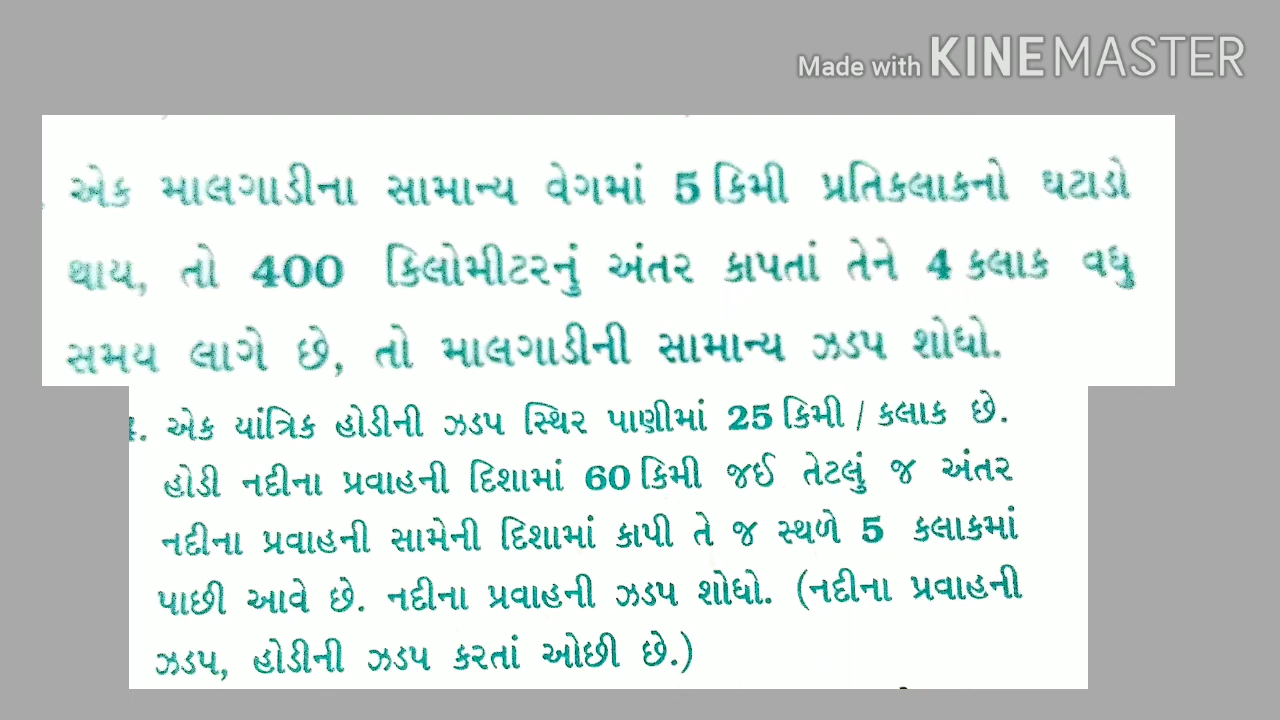 Made with KINEMASTER
એક માલગાડીના સામાન્ય વેગમાં 5 કિમી પ્રતિકલાકનો ઘટાડો
થાય, તો 400 કિલોમીટરનું અંતર કાપતાં તેને 4 કલાક વધુ
સમય લાગે છે, તો માલગાડીની સામાન્ય ઝડપ શોધો.
એક યાંત્રિક હોડીની ઝડપ સ્થિર પાણીમાં 25 કિમી / કલાક છે.
હોડી નદીના પ્રવાહની દિશામાં 60 કિમી જઈ તેટલું જ અંતર
નદીના પ્રવાહની સામેની દિશામાં કાપી તે જ સ્થળે 5 કલાકમાં
પાછી આવે છે. નદીના પ્રવાહની ઝડપ શોધો. (નદીના પ્રવાહની
ઝડપ, હોડીની ઝડપ કરતાં ઓછી છે.)